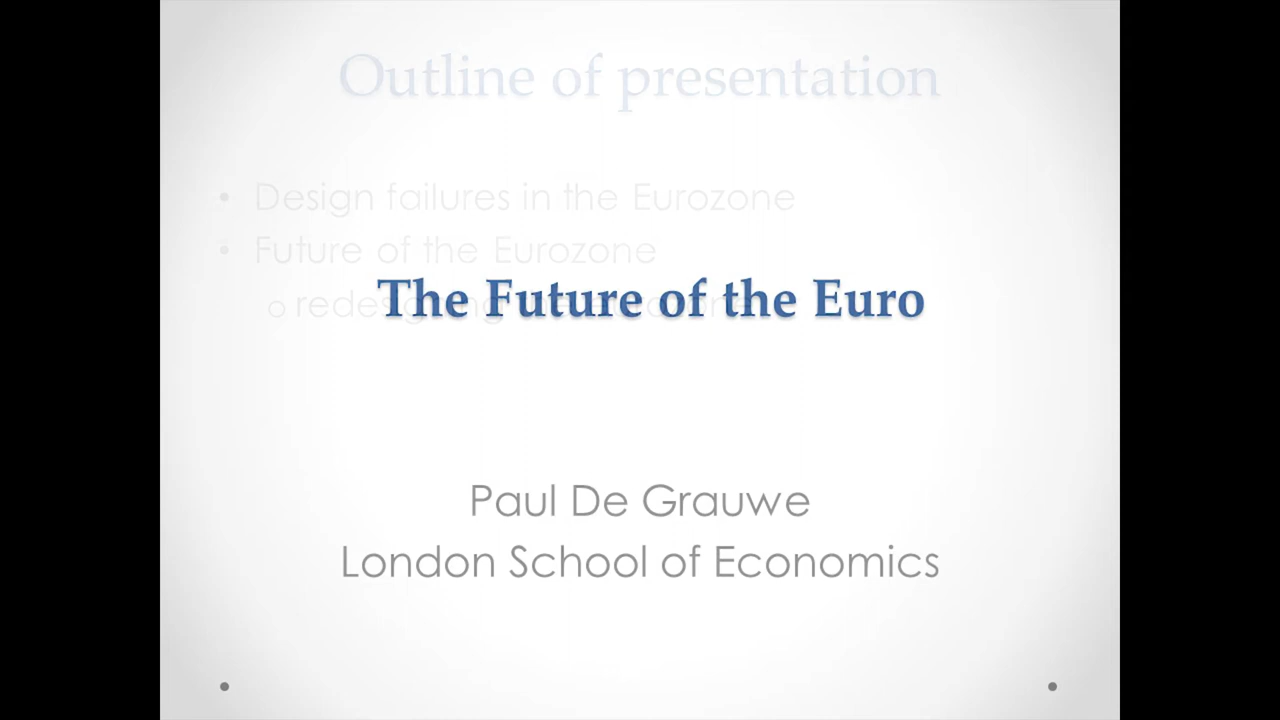 Outline of presentation
• Design failures in the Eurozone
• Future of the Eurozone
o redesigning
The Future of the Euro
Paul De Grauwe
London School of Economics